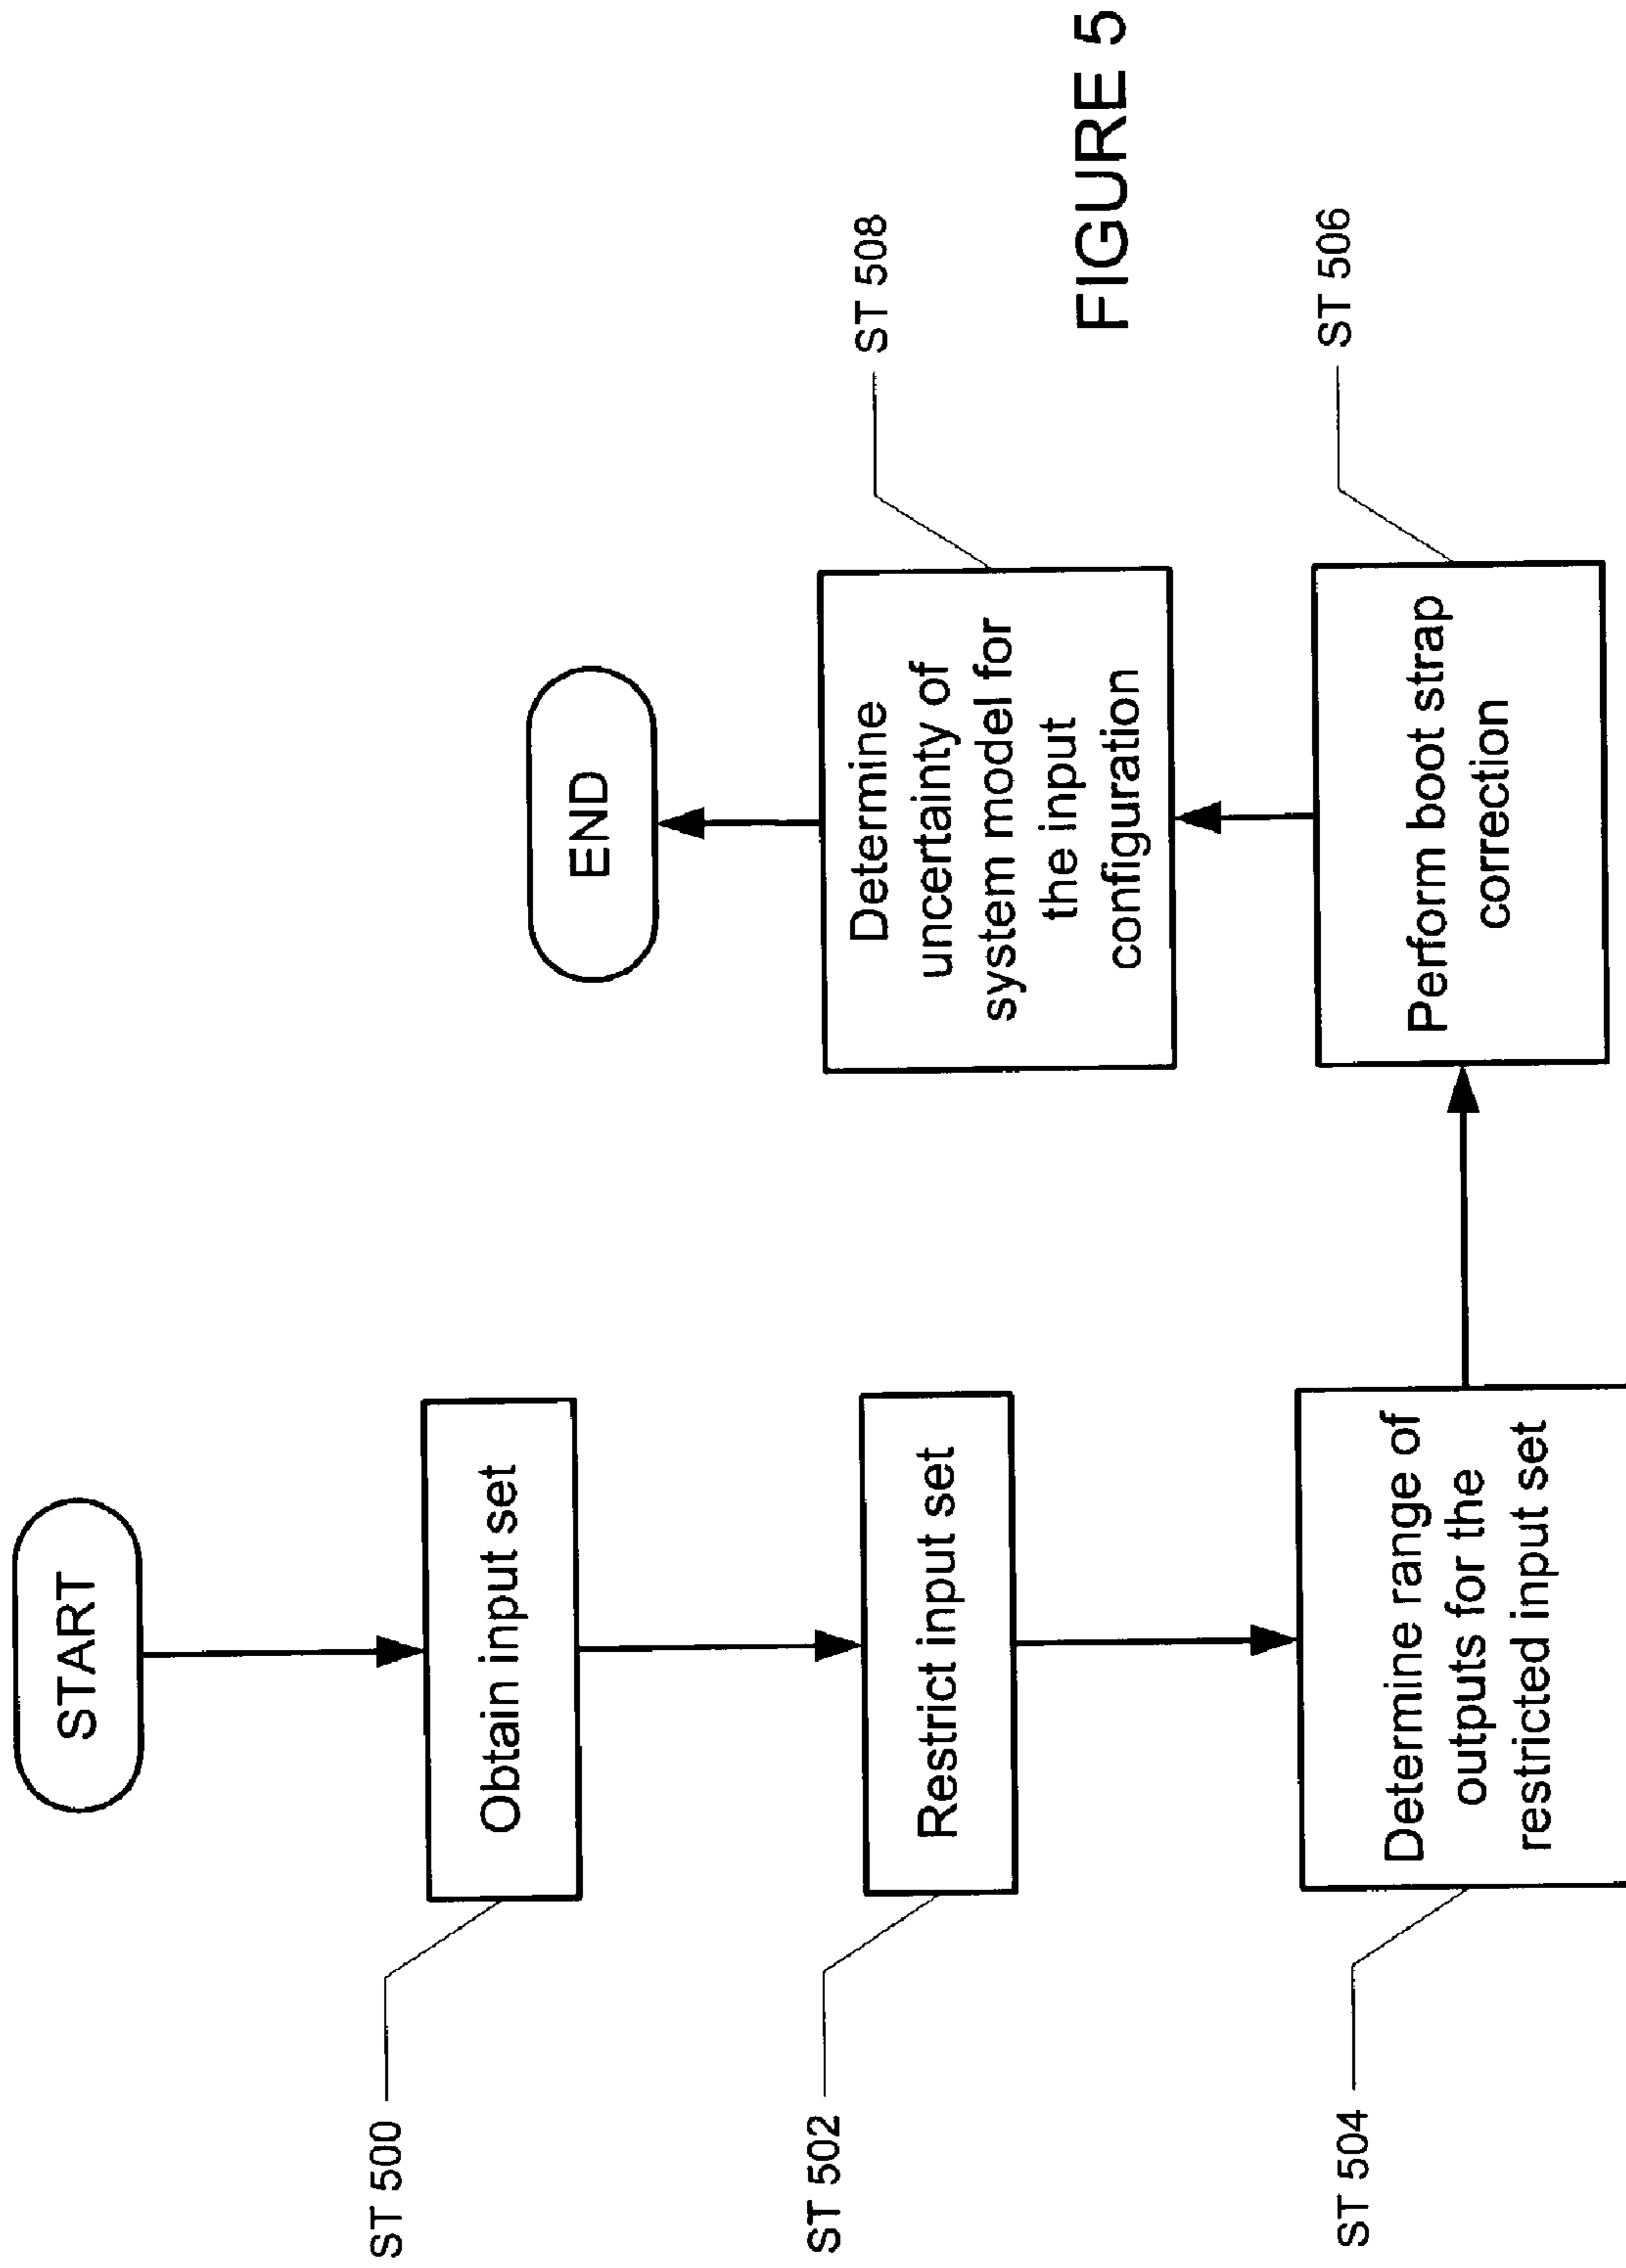 START
ST 500
Obtain input set
ST 502
Restrict input set
ST 504
Determine range of
outputs for the
restricted input set
Perform boot strap
correction
ST 506
Determine
uncertainty of
system model for
the input
configuration
ST 508
END
FIGURE 5